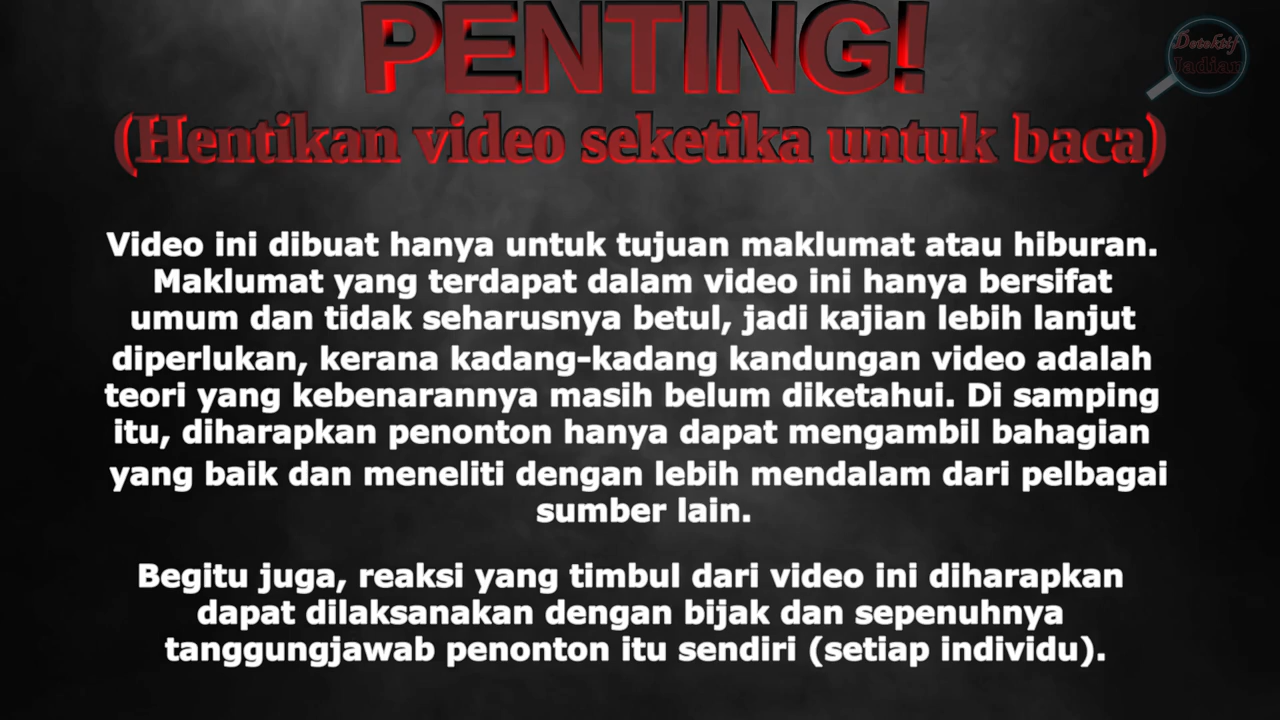 PENTING!
Detektif
Jadian
(Hentikan video seketika untuk baca)
Video ini dibuat hanya untuk tujuan maklumat atau hiburan.
Maklumat yang terdapat dalam video ini hanya bersifat
umum dan tidak seharusnya betul, jadi kajian lebih lanjut
diperlukan, kerana kadang-kadang kandungan video adalah
teori yang kebenarannya masih belum diketahui. Di samping
itu, diharapkan penonton hanya dapat mengambil bahagian
yang baik dan meneliti dengan lebih mendalam dari pelbagai
sumber lain.
Begitu juga, reaksi yang timbul dari video ini diharapkan
dapat dilaksanakan dengan bijak dan sepenuhnya
tanggungjawab penonton itu sendiri (setiap individu).